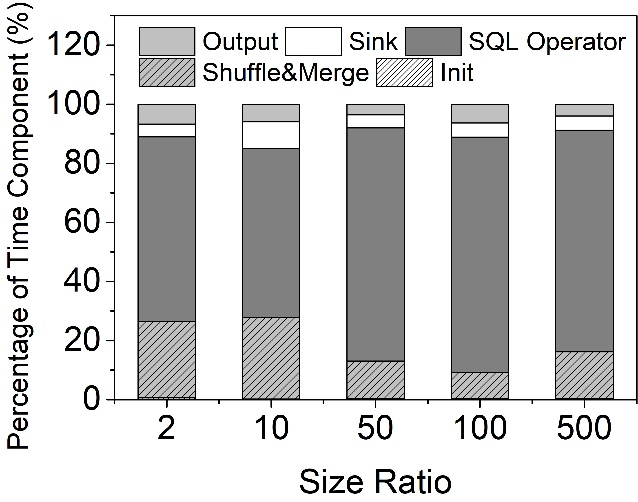 Percentage of Time Component (%)
120
100
80
60
40
20
0
Output Sink SQL Operator
Shuffle&Merge Init
2 10 50 100 500
Size Ratio